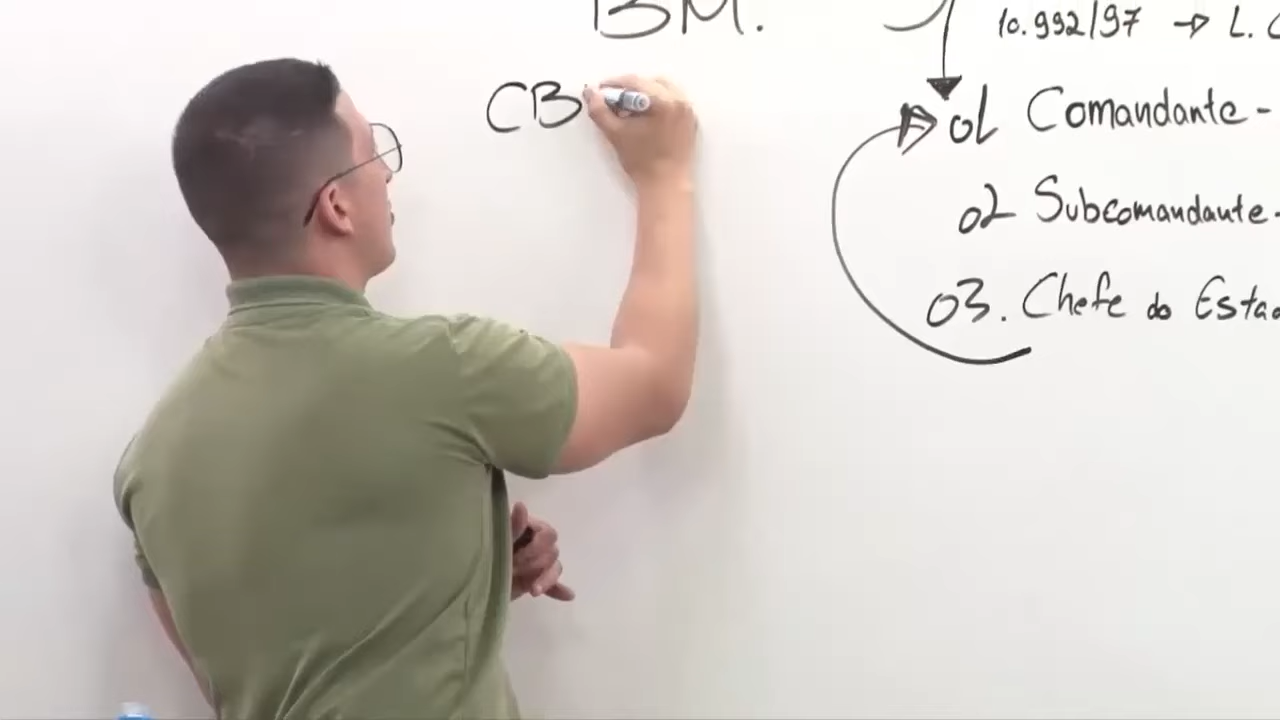 BM.
10.992/97 → L.
CB
01 Comandante-
02 Subcomandante-
03. Chefe do Esta